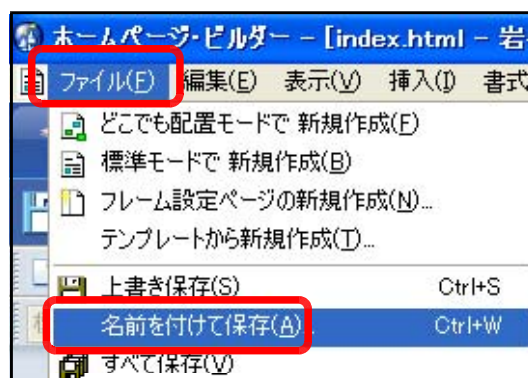 ホームページ・ビルダー - [index.html - 岩
ファイル(F) 編集(E) 表示(V) 挿入(I) 書式
どこでも配置モードで 新規作成(F)
標準モードで 新規作成(B)
フレーム設定ページの新規作成(N)...
テンプレートから新規作成(T)...
上書き保存(S) Ctrl+S
名前を付けて保存(A)... Ctrl+W
すべて保存(V)